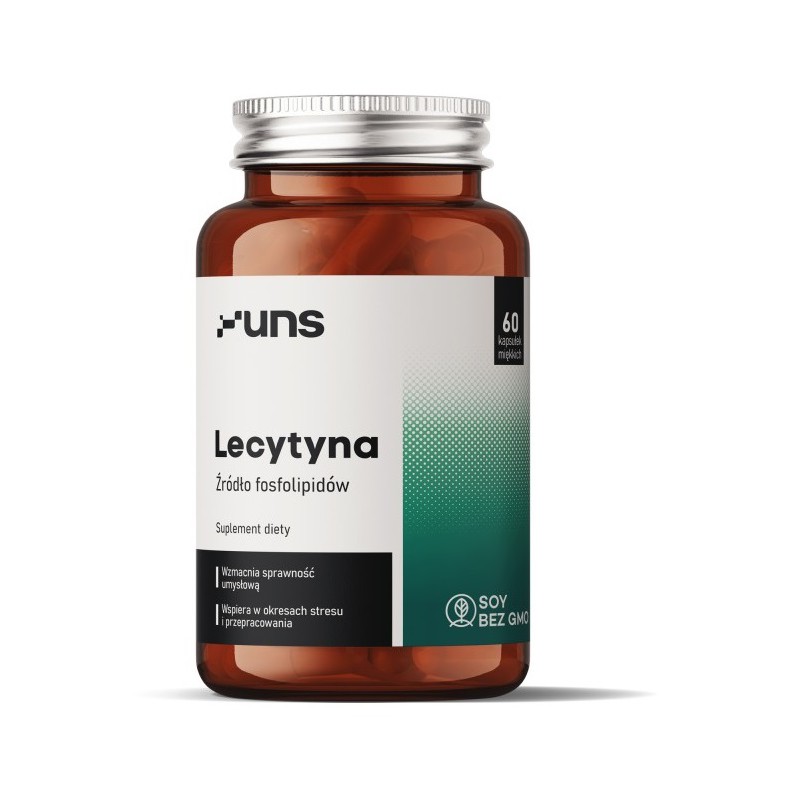 uns
60
kapsułek
miękkich
Lecytyna
Źródło fosfolipidów
Suplement diety
Wzmacnia sprawność
umysłową
Wspiera w okresach stresu
i przepracowania
SOY
BEZ GMO